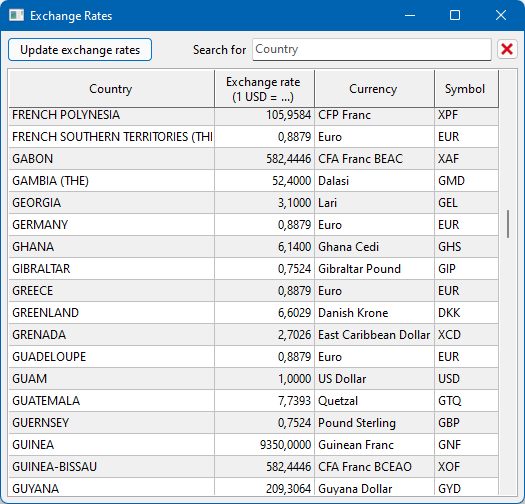 Exchange Rates
Update exchange rates Search for Country
Country Exchange rate (1 USD = ...) Currency Symbol
FRENCH POLYNESIA 105,9584 CFP Franc XPF
FRENCH SOUTHERN TERRITORIES (THI 0,8879 Euro EUR
GABON 582,4446 CFA Franc BEAC XAF
GAMBIA (THE) 52,4000 Dalasi GMD
GEORGIA 3,1000 Lari GEL
GERMANY 0,8879 Euro EUR
GHANA 6,1400 Ghana Cedi GHS
GIBRALTAR 0,7524 Gibraltar Pound GIP
GREECE 0,8879 Euro EUR
GREENLAND 6,6029 Danish Krone DKK
GRENADA 2,7026 East Caribbean Dollar XCD
GUADELOUPE 0,8879 Euro EUR
GUAM 1,0000 US Dollar USD
GUATEMALA 7,7393 Quetzal GTQ
GUERNSEY 0,7524 Pound Sterling GBP
GUINEA 9350,0000 Guinean Franc GNF
GUINEA-BISSAU 582,4446 CFA Franc BCEAO XOF
GUYANA 209,3064 Guyana Dollar GYD